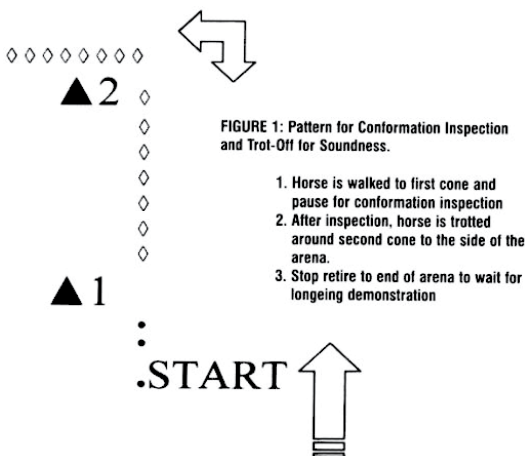 2
FIGURE 1: Pattern for Conformation Inspection
and Trot-Off for Soundness.
1. Horse is walked to first cone and
pause for conformation inspection
2. After inspection, horse is trotted
around second cone to the side of the
arena.
3. Stop retire to end of arena to wait for
longeing demonstration
1
START